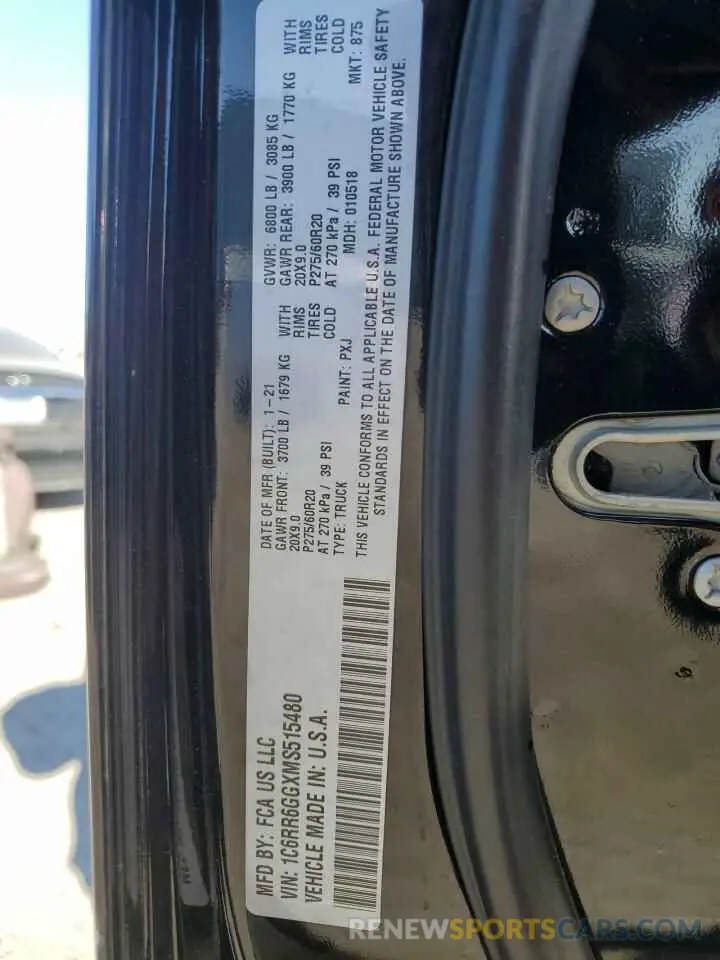 MFD BY: FCA US LLC
VIN: 1C6RR6GGXMS515480
VEHICLE MADE IN: U.S.A.
DATE OF MFR (BUILT): 1-21 GVWR: 6800 LB / 3085 KG
GAWR FRONT: 3700 LB / 1679 KG WITH GAWR REAR: 3900 LB / 1770 KG WITH
20X9.0 RIMS 20X9.0 RIMS
P275/60R20 TIRES P275/60R20 TIRES
AT 270 kPa / 39 PSI COLD AT 270 kPa / 39 PSI COLD
TYPE: TRUCK PAINT: PXJ MDH: 010518 MKT: 875
THIS VEHICLE CONFORMS TO ALL APPLICABLE U.S.A. FEDERAL MOTOR VEHICLE SAFETY
STANDARDS IN EFFECT ON THE DATE OF MANUFACTURE SHOWN ABOVE.
RENEWSPORTCAR.COM